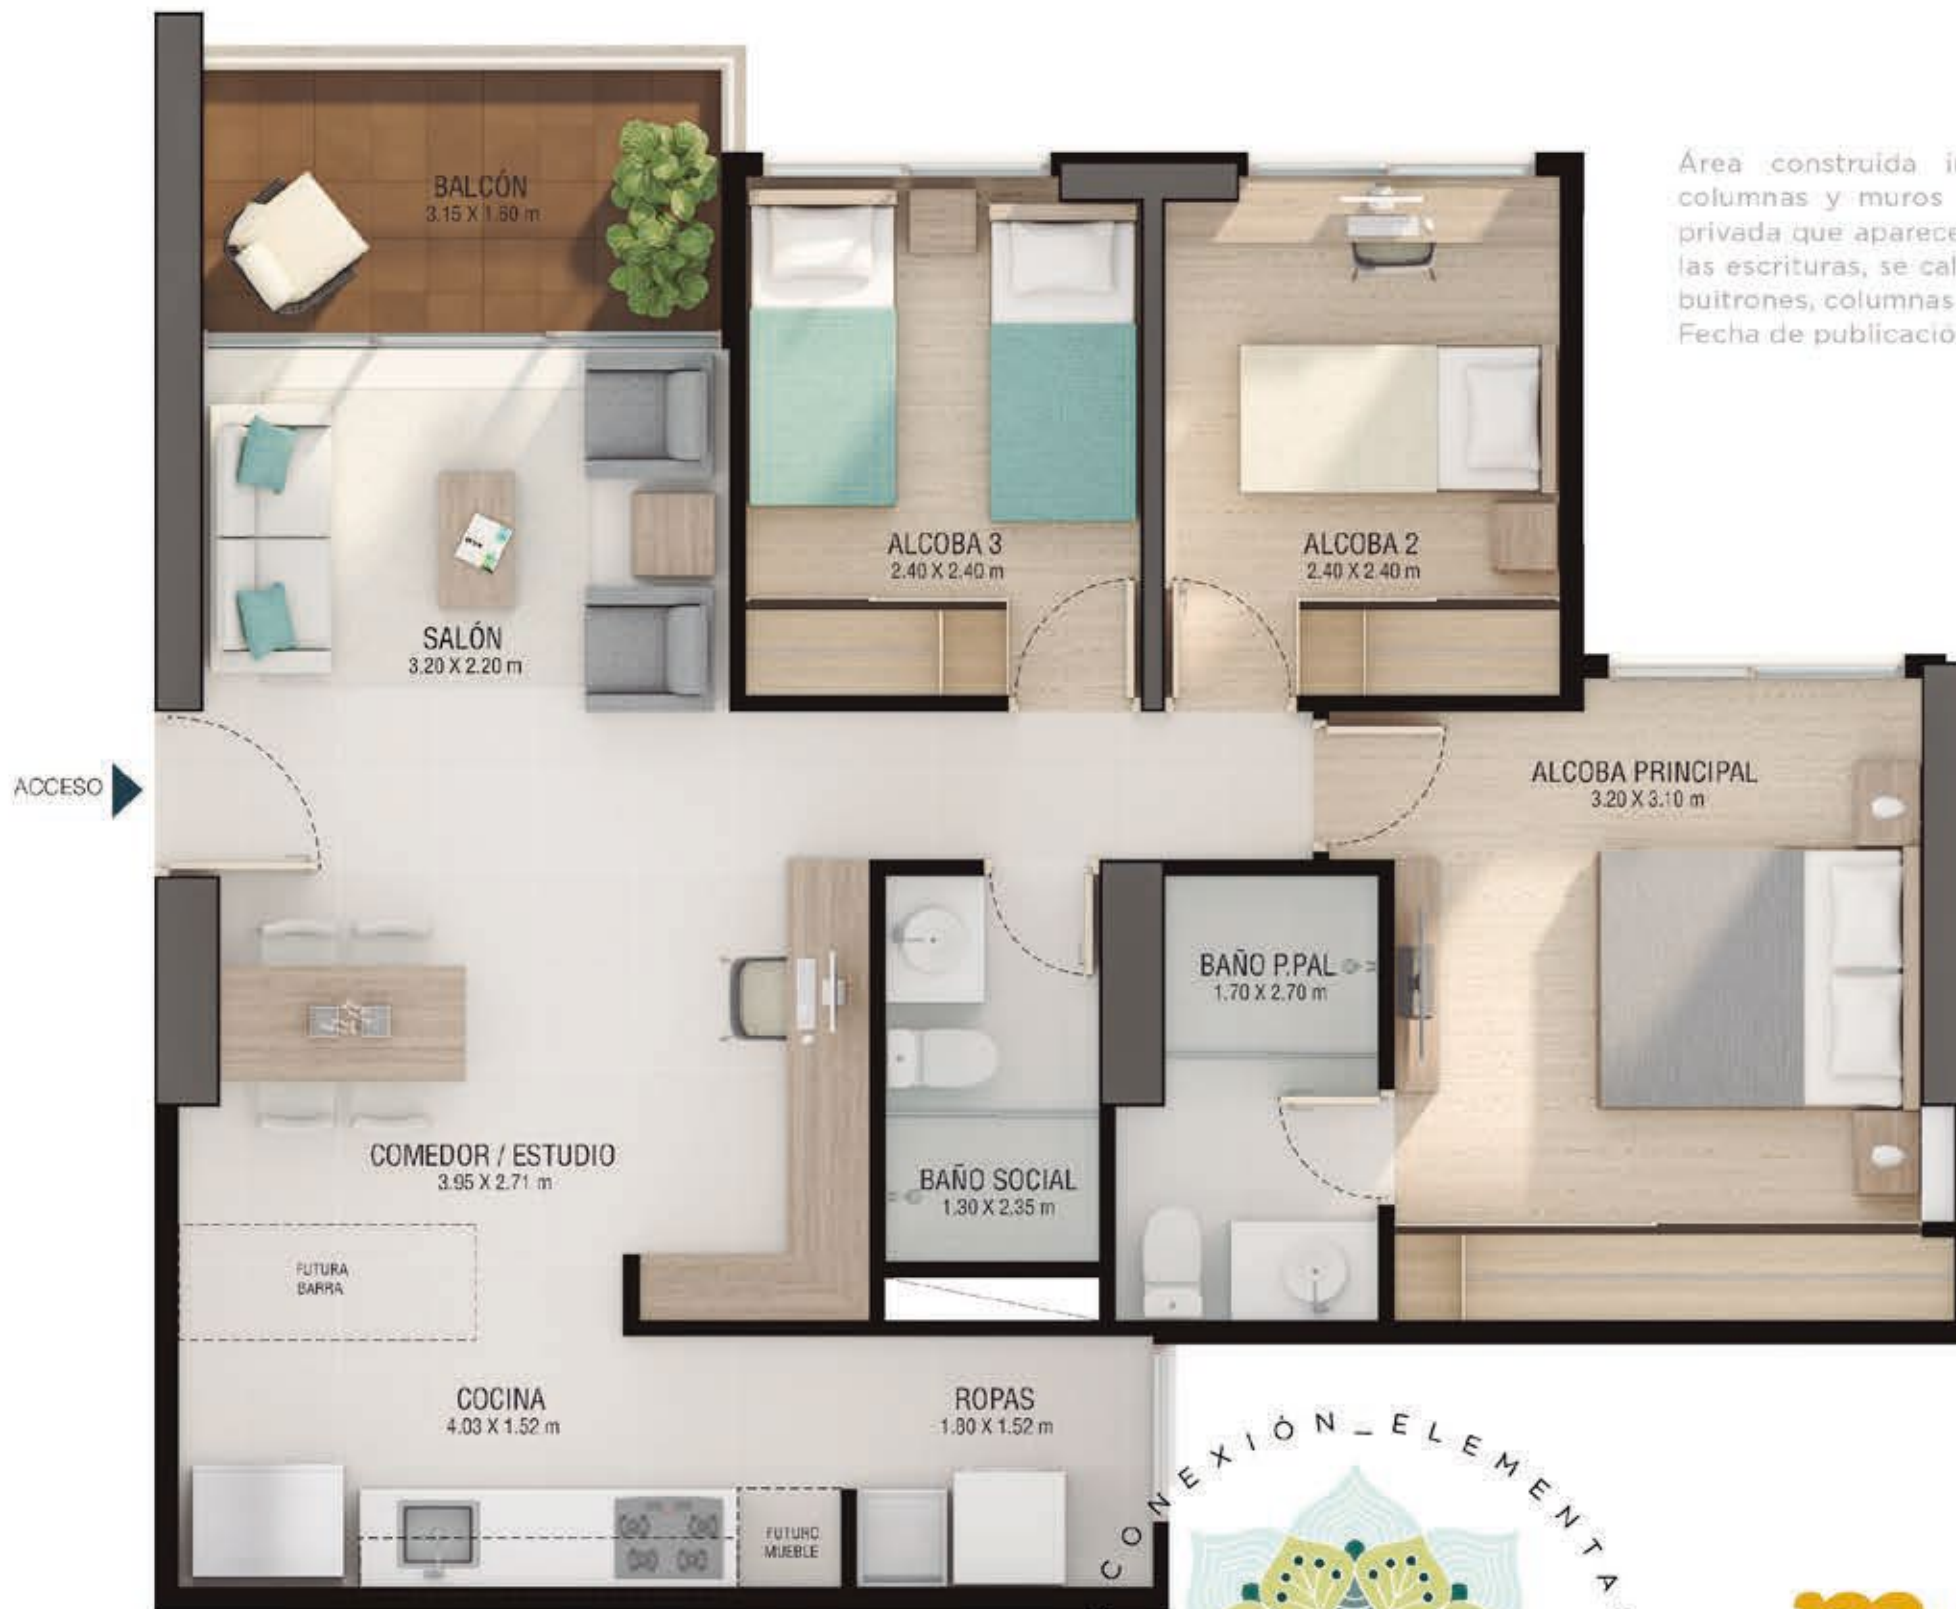 BALCÓN
3.15 X 1.60 m
Área construida
columnas y muros
privada que aparece
las escrituras, se
buitrones, columnas
Fecha de
ALCOBA 3
2.40 X 2.40 m
ALCOBA 2
2.40 X 2.40 m
SALÓN
3.20 X 2.20 m
ACCESO
ALCOBA PRINCIPAL
3.20 X 3.10 m
BAÑO P.PAL
1.70 X 2.70 m
COMEDOR / ESTUDIO
3.95 X 2.71 m
BAÑO SOCIAL
1.30 X 2.35 m
FUTURA
BARRA
COCINA
4.03 X 1.52 m
ROPAS
1.80 X 1.52 m
FUTURO
MUEBLE
CONEXIÓN_ELEMENTA